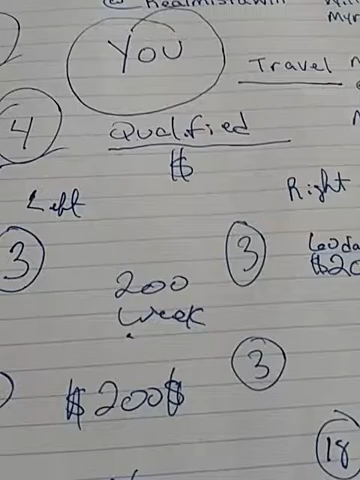 You
Travel
4
Qualified
$
Left
Right
3
3
200
week
3
$200$
18